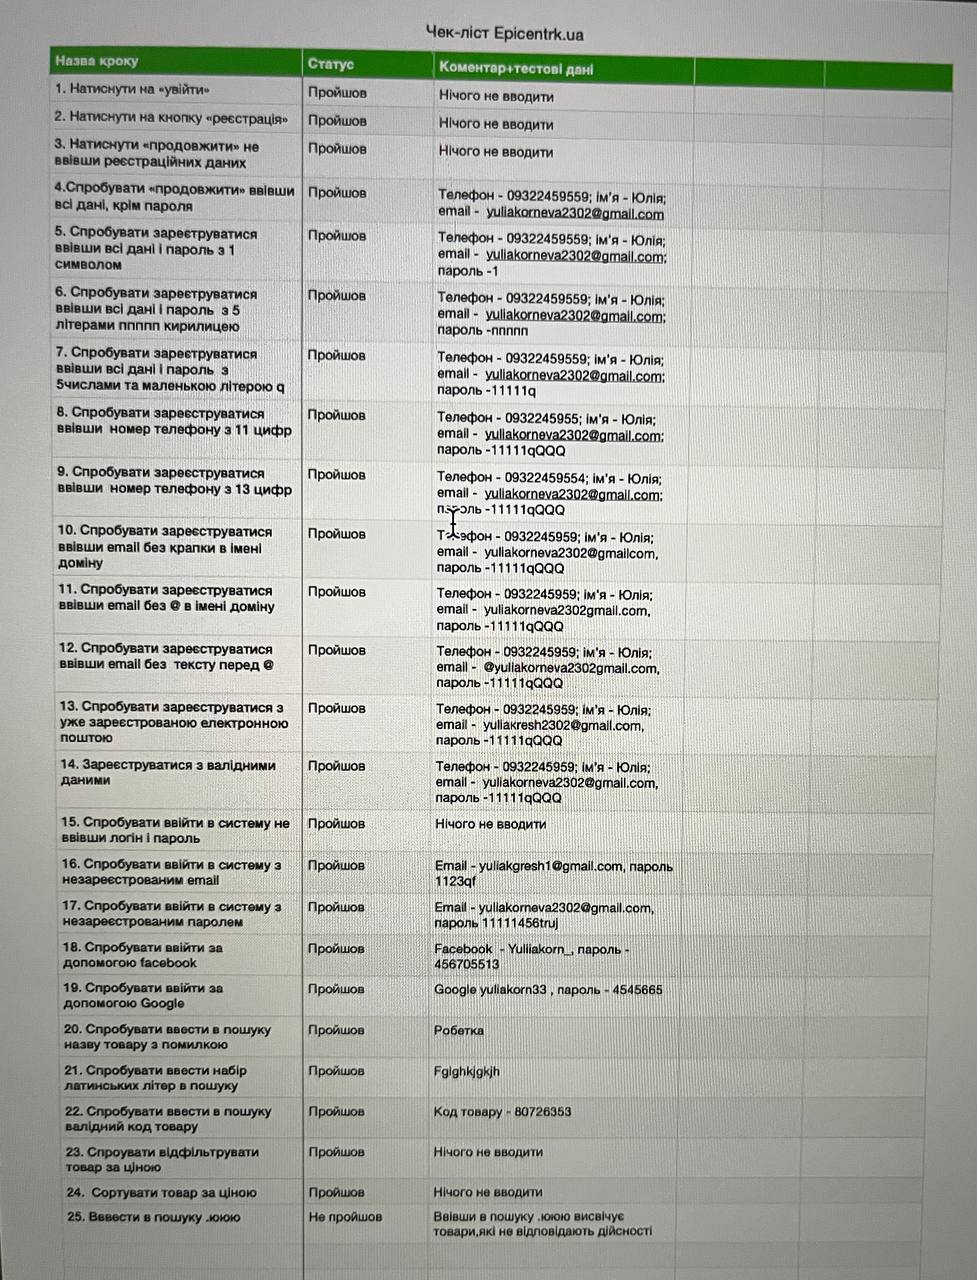 Чек-ліст Epicentrk.ua
Назва кроку Статус Коментар+тестові дані
1. Натиснути на «увійти» Пройшов Нічого не вводити
2. Натиснути на кнопку «реєстрація» Пройшов Нічого не вводити
3. Натиснути «продовжити» не Пройшов Нічого не вводити
ввівши реєстраційних даних
4.Спробувати «продовжити» ввівши Пройшов Телефон - 09322459559; ім'я - Юлія;
всі дані, крім пароля email - yuliakorneva2302@gmail.com
5. Спробувати зареєструватися Пройшов Телефон - 09322459559; ім'я - Юлія;
ввівши всі дані і пароль з 1 email - yuliakorneva2302@gmail.com;
символом пароль -1
6. Спробувати зареєструватися Пройшов Телефон - 09322459559; ім'я - Юлія;
ввівши всі дані і пароль з 5 email - yuliakorneva2302@gmail.com;
літерами ппппп кирилицею пароль -ппппп
7. Спробувати зареєструватися Пройшов Телефон - 09322459559; ім'я - Юлія;
ввівши всі дані і пароль з email - yuliakorneva2302@gmail.com;
5числами та маленькою літерою q пароль -11111q
8. Спробувати зареєструватися Пройшов Телефон - 0932245955; ім'я - Юлія;
ввівши номер телефону з 11 цифр email - yuliakorneva2302@gmail.com;
пароль -11111qQQQ
9. Спробувати зареєструватися Пройшов Телефон - 09322459554; ім'я - Юлія;
ввівши номер телефону з 13 цифр email - yuliakorneva2302@gmail.com;
пароль -11111qQQQ
10. Спробувати зареєструватися Пройшов Телефон - 0932245959; ім'я - Юлія;
ввівши email без крапки в імені email - yuliakorneva2302@gmailcom,
доміну пароль -11111qQQQ
11. Спробувати зареєструватися Пройшов Телефон - 0932245959; ім'я - Юлія;
ввівши email без @ в імені доміну email - yuliakorneva2302gmail.com,
пароль -11111qQQQ
12. Спробувати зареєструватися Пройшов Телефон - 0932245959; ім'я - Юлія;
ввівши email без тексту перед @ email - @yuliakorneva2302gmail.com,
пароль -11111qQQQ
13. Спробувати зареєструватися з Пройшов Телефон - 0932245959; ім'я - Юлія;
уже зареєстрованою електронною email - yuliaкresh2302@gmail.com,
поштою пароль -11111qQQQ
14. Зареєструватися з валідними Пройшов Телефон - 0932245959; ім'я - Юлія;
даними email - yuliakorneva2302@gmail.com,
пароль -11111qQQQ
15. Спробувати ввійти в систему не Пройшов Нічого не вводити
ввівши логін і пароль
16. Спробувати ввійти в систему з Пройшов Email - yuliakgresh1@gmail.com, пароль
незареєстрованим email 1123qf
17. Спробувати ввійти в систему з Пройшов Email - yuliakorneva2302@gmail.com,
незареєстрованим паролем пароль 11111456truj
18. Спробувати ввійти за Пройшов Facebook - Yuliiakorn_, пароль -
допомогою facebook 456705513
19. Спробувати ввійти за Пройшов Google yuliakorn33 , пароль - 4545665
допомогою Google
20. Спробувати ввести в пошуку Пройшов Робетка
назву товару з помилкою
21. Спробувати ввести набір Пройшов Fglghkjgkjh
латинських літер в пошуку
22. Спробувати ввести в пошуку Пройшов Код товару - 80726353
валідний код товару
23. Спроувати відфільтрувати Пройшов Нічого не вводити
товар за ціною
24. Сортувати товар за ціною Пройшов Нічого не вводити
25. Вввести в пошуку .ююю Не пройшов Ввівши в пошуку .ююю висвічує
товари,які не відповідають дійсності